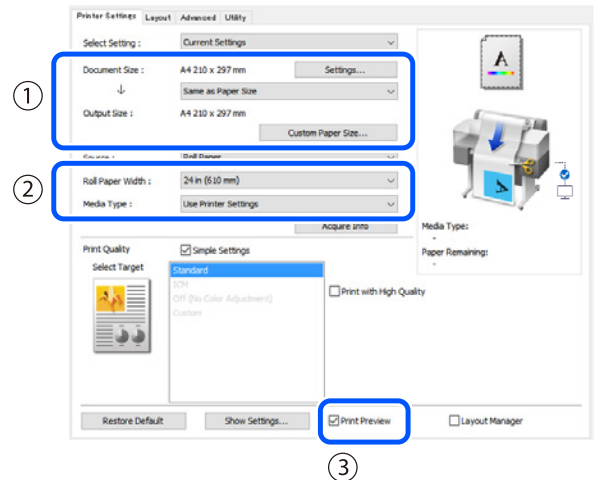 Printer Settings Layout Advanced Utility
Select Setting : Current Settings
① Document Size : A4 210 x 297 mm Settings...
↓ Same as Paper Size
Output Size : A4 210 x 297 mm
Custom Paper Size...
Source : Roll Paper
② Roll Paper Width : 24 in (610 mm)
Media Type : Use Printer Settings
Acquire Info
Media Type:
-
Paper Remaining:
-
Print Quality Simple Settings
Select Target
Standard
ICM
Off (No Color Adjustment)
Custom
Print with High Quality
Restore Default Show Settings... Print Preview Layout Manager
③
A
A